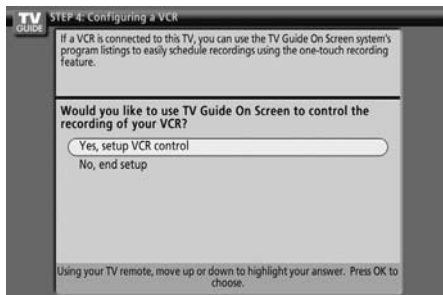 TV GUIDE
STEP 4: Configuring a VCR
If a VCR is connected to this TV, you can use the TV Guide On Screen system's
program listings to easily schedule recordings using the one-touch recording
feature.
Would you like to use TV Guide On Screen to control the
recording of your VCR?
Yes, setup VCR control
No, end setup
Using your TV remote, move up or down to highlight your answer. Press OK to
choose.